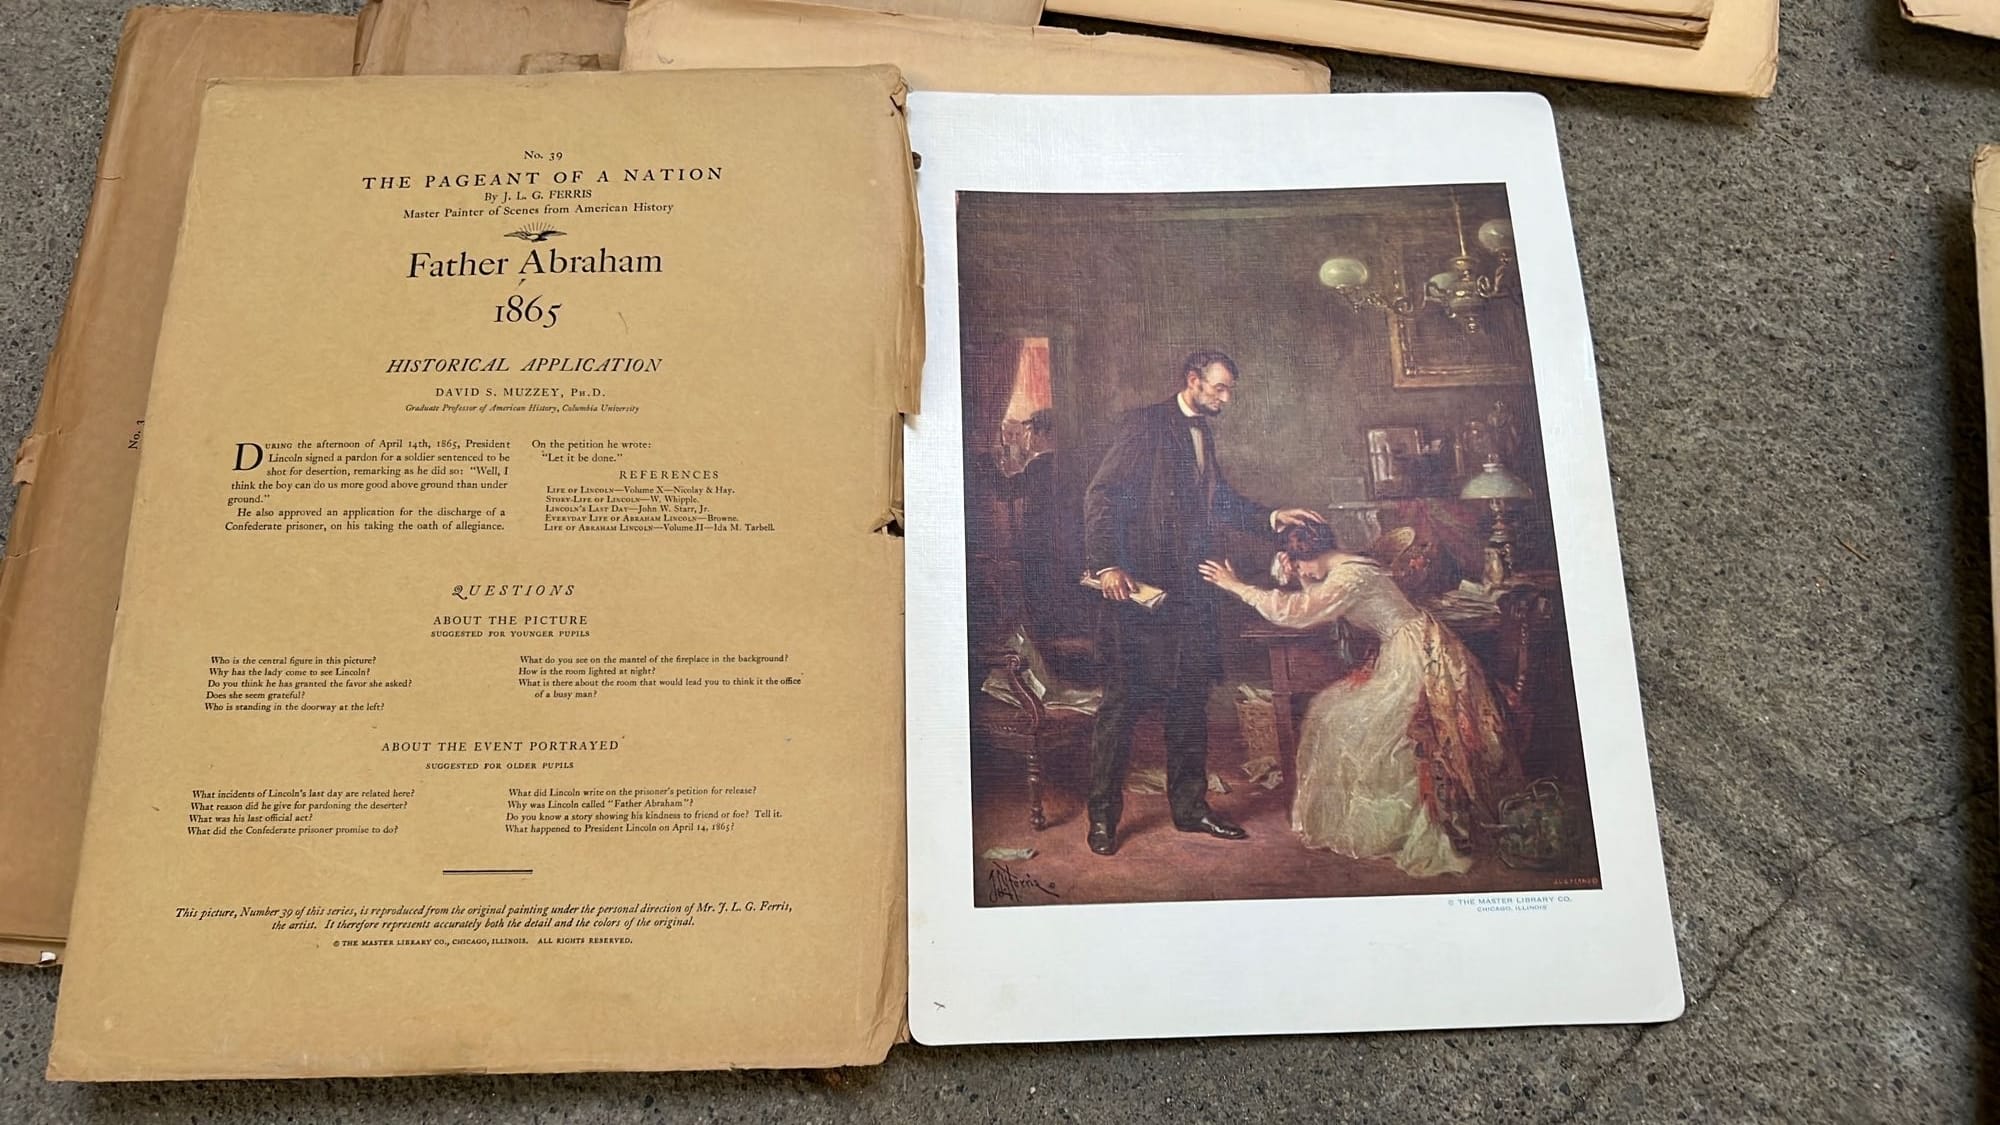 No. 39
THE PAGEANT OF A NATION
By J. L. G. FERRIS
Master Painter of Scenes from American History
Father Abraham
1865
HISTORICAL APPLICATION
DAVID S. MUZZEY, PH.D.
Graduate Professor of American History, Columbia University
DURING the afternoon of April 14th, 1865, President
Lincoln signed a pardon for a soldier sentenced to be
shot for desertion, remarking as he did so: "Well, I
think the boy can do us more good above ground than under
ground."
He also approved an application for the discharge of a
Confederate prisoner, on his taking the oath of allegiance.
On the petition he wrote:
"Let it be done."
REFERENCES
LIFE OF LINCOLN—Volume X—Nicolay & Hay.
STORY-LIFE OF LINCOLN—W. Whipple.
LINCOLN'S LAST DAY—John W. Starr, Jr.
EVERYDAY LIFE OF ABRAHAM LINCOLN—Browne.
LIFE OF ABRAHAM LINCOLN—Volume II—Ida M. Tarbell.
QUESTIONS
ABOUT THE PICTURE
SUGGESTED FOR YOUNGER PUPILS
Who is the central figure in this picture?
Why has the lady come to see Lincoln?
Do you think he has granted the favor she asked?
Does she seem grateful?
Who is standing in the doorway at the left?
What do you see on the mantel of the fireplace in the background?
How is the room lighted at night?
What is there about the room that would lead you to think it the office
of a busy man?
ABOUT THE EVENT PORTRAYED
SUGGESTED FOR OLDER PUPILS
What incidents of Lincoln's last day are related here?
What reason did he give for pardoning the deserter?
What was his last official act?
What did the Confederate prisoner promise to do?
What did Lincoln write on the prisoner's petition for release?
Why was Lincoln called "Father Abraham"?
Do you know a story showing his kindness to friend or foe? Tell it.
What happened to President Lincoln on April 14, 1865?
This picture, Number 39 of this series, is reproduced from the original painting under the personal direction of Mr. J. L. G. Ferris,
the artist. It therefore represents accurately both the detail and the colors of the original.
© THE MASTER LIBRARY CO., CHICAGO, ILLINOIS. ALL RIGHTS RESERVED.
No. 3
J.L.G. Ferris
© THE MASTER LIBRARY CO.
CHICAGO, ILLINOIS